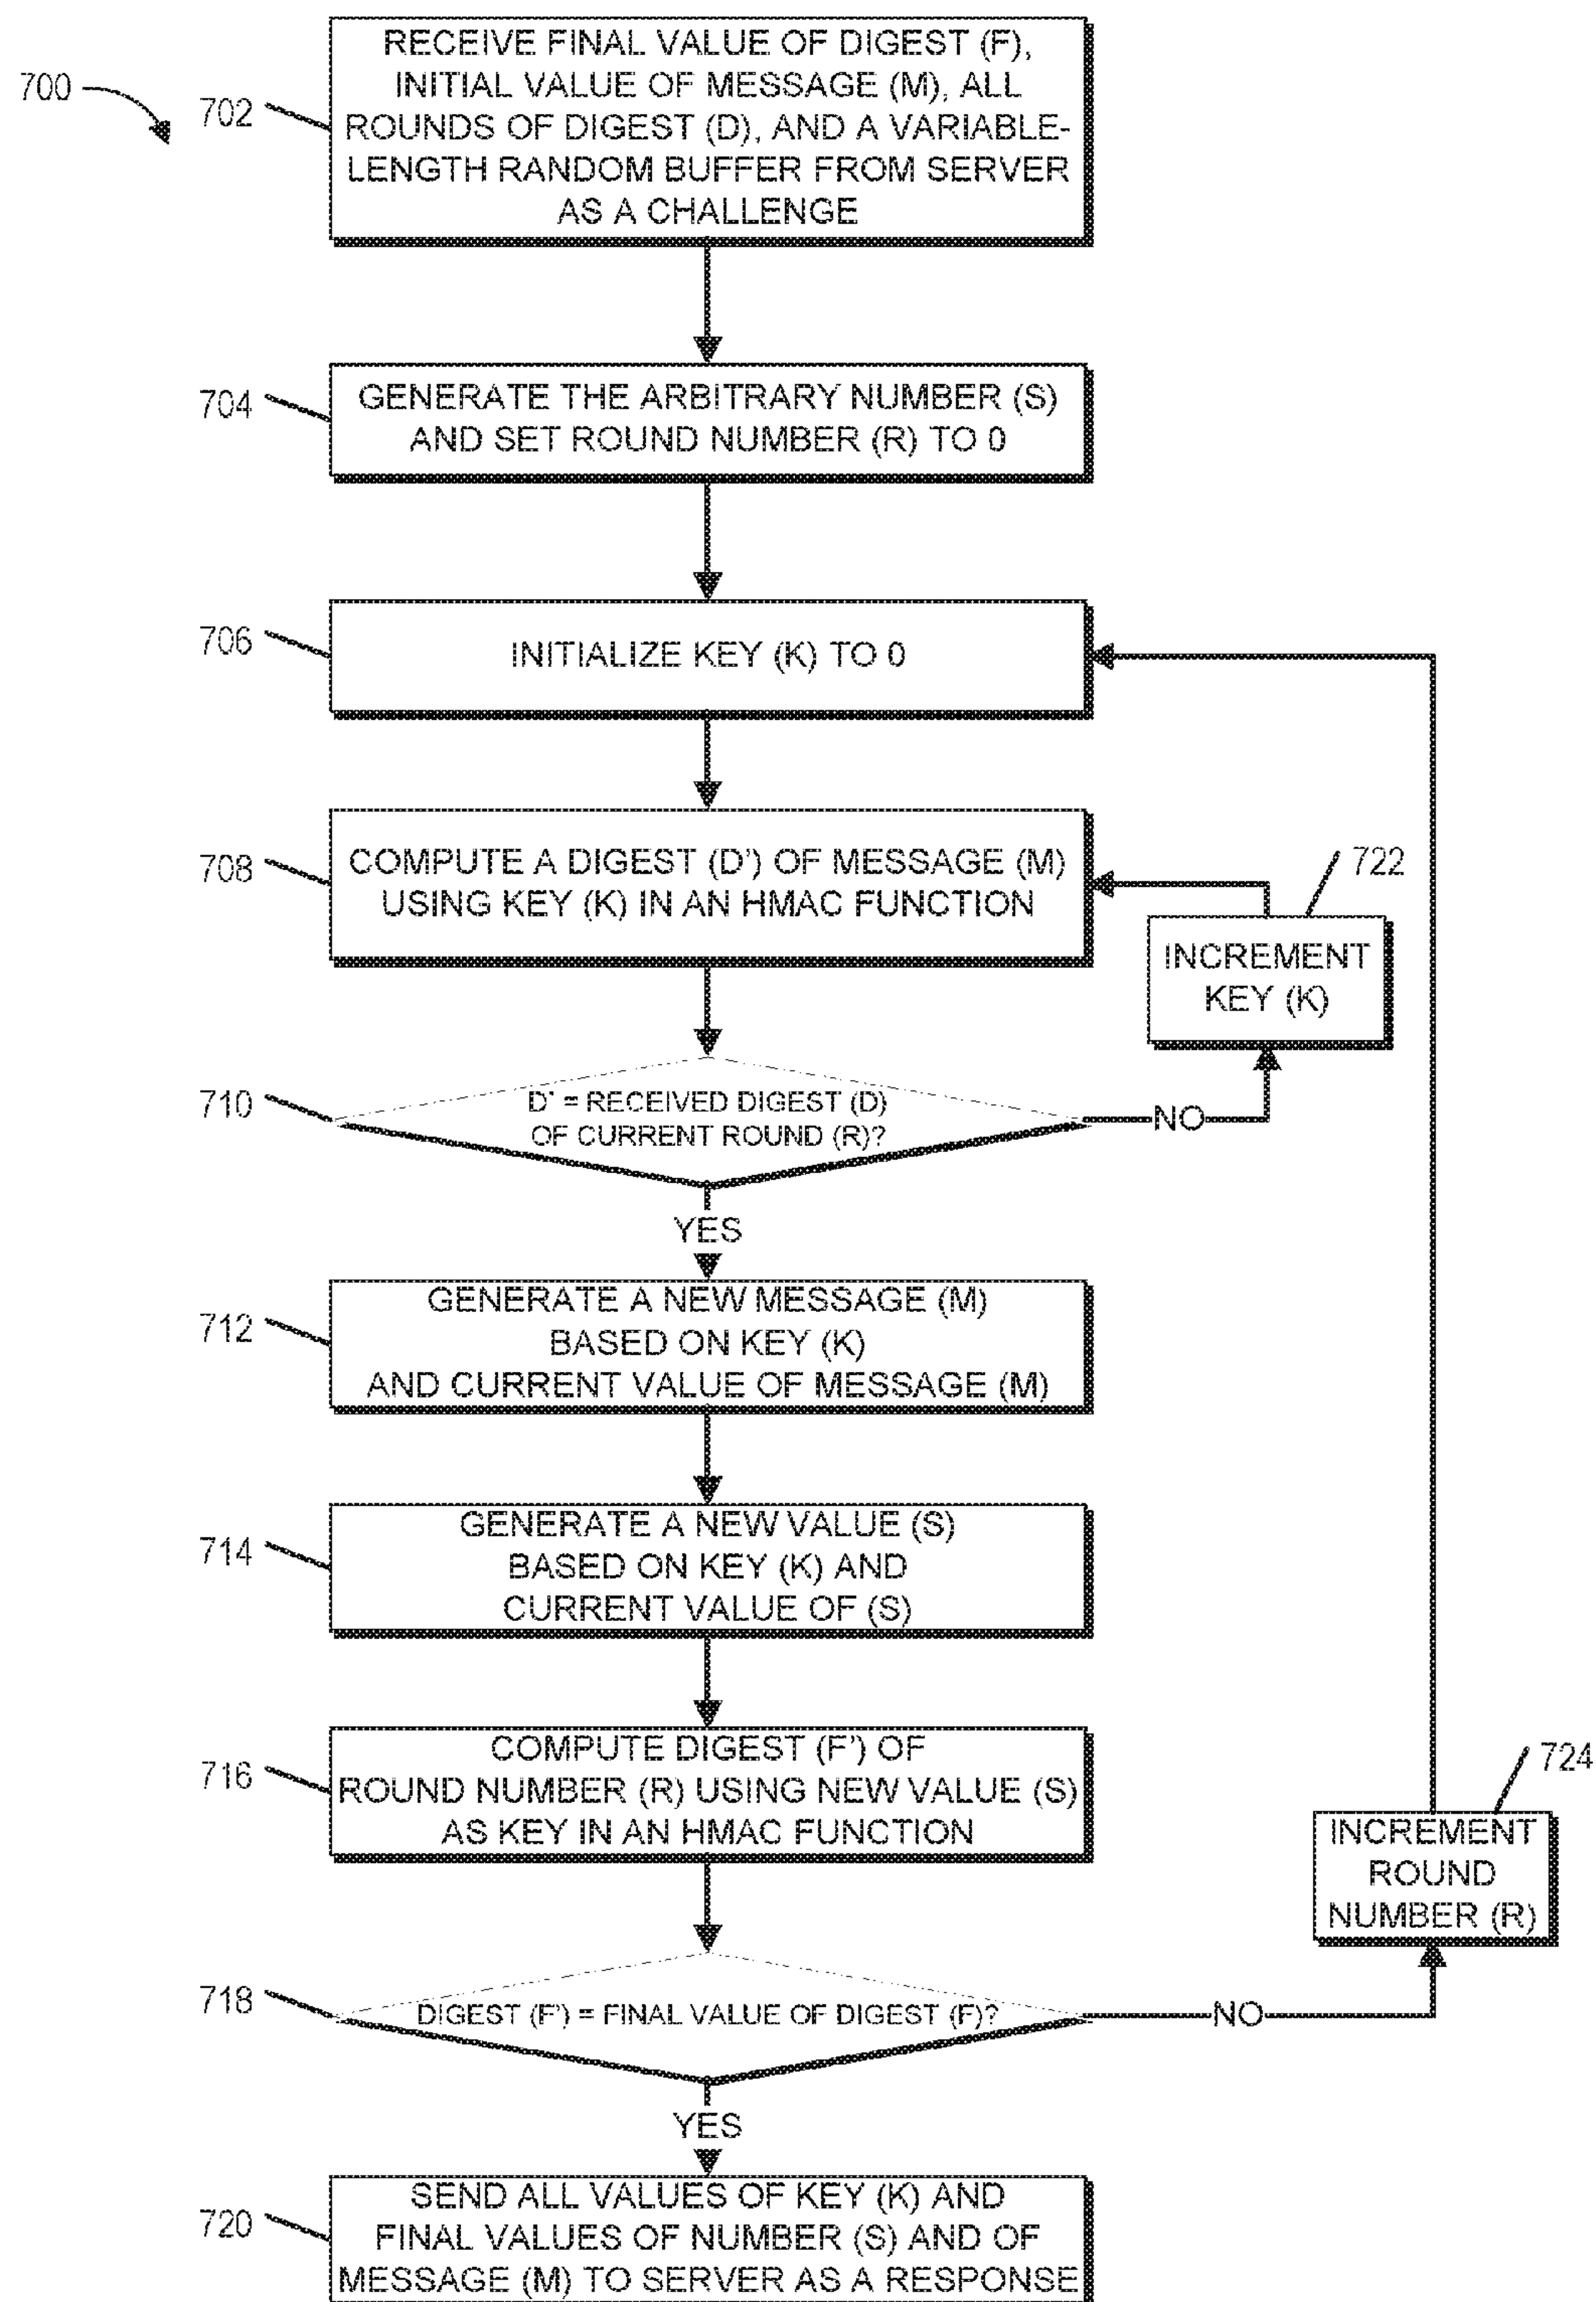 700
702
RECEIVE FINAL VALUE OF DIGEST (F),
INITIAL VALUE OF MESSAGE (M), ALL
ROUNDS OF DIGEST (D), AND A VARIABLE-
LENGTH RANDOM BUFFER FROM SERVER
AS A CHALLENGE
704
GENERATE THE ARBITRARY NUMBER (S)
AND SET ROUND NUMBER (R) TO 0
706
INITIALIZE KEY (K) TO 0
708
COMPUTE A DIGEST (D') OF MESSAGE (M)
USING KEY (K) IN AN HMAC FUNCTION
722
INCREMENT
KEY (K)
710
D' = RECEIVED DIGEST (D)
OF CURRENT ROUND (R)?
NO
YES
712
GENERATE A NEW MESSAGE (M)
BASED ON KEY (K)
AND CURRENT VALUE OF MESSAGE (M)
714
GENERATE A NEW VALUE (S)
BASED ON KEY (K) AND
CURRENT VALUE OF (S)
716
COMPUTE DIGEST (F') OF
ROUND NUMBER (R) USING NEW VALUE (S)
AS KEY IN AN HMAC FUNCTION
724
INCREMENT
ROUND
NUMBER (R)
718
DIGEST (F') = FINAL VALUE OF DIGEST (F)?
NO
YES
720
SEND ALL VALUES OF KEY (K) AND
FINAL VALUES OF NUMBER (S) AND OF
MESSAGE (M) TO SERVER AS A RESPONSE